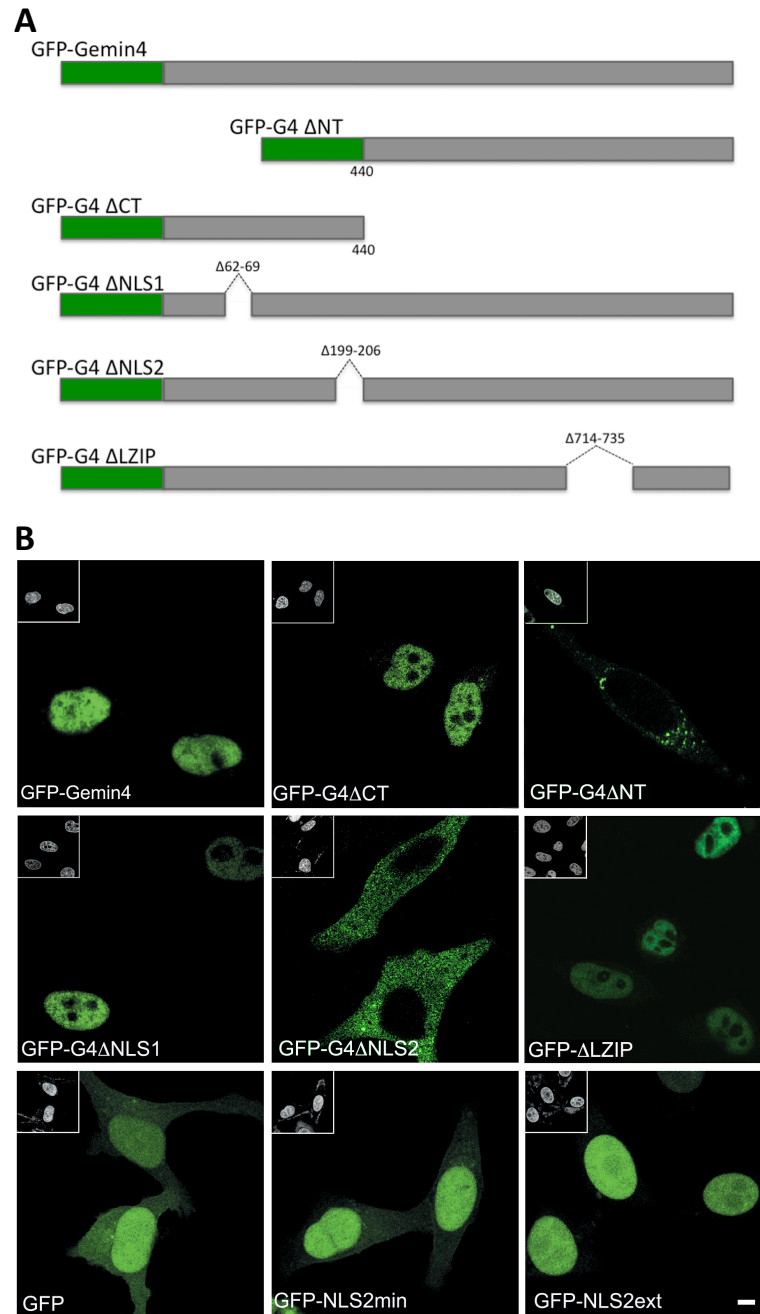 A
GFP-Gemin4
GFP-G4 ΔNT
440
GFP-G4 ΔCT
440
Δ62-69
GFP-G4 ΔNLS1
Δ199-206
GFP-G4 ΔNLS2
Δ714-735
GFP-G4 ΔLZIP
B
GFP-Gemin4
GFP-G4ΔCT
GFP-G4ΔNT
GFP-G4ΔNLS1
GFP-G4ΔNLS2
GFP-ΔLZIP
GFP
GFP-NLS2min
GFP-NLS2ext